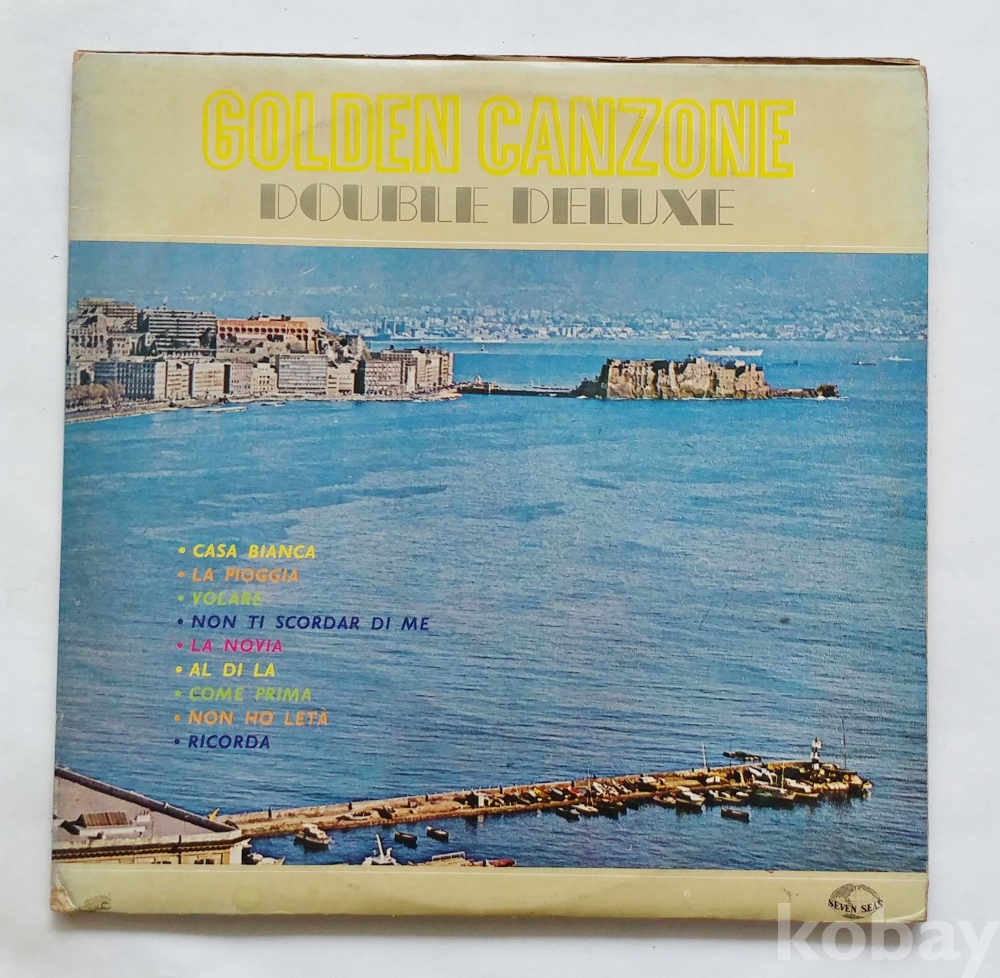 GOLDEN CANZONE
DOUBLE DELUXE
• CASA BIANCA
• LA PIOGGIA
• VOLARE
• NON TI SCORDAR DI ME
• LA NOVIA
• AL DI LA
• COME PRIMA
• NON HO LETÀ
• RICORDA
SEVEN SEAS
kobay